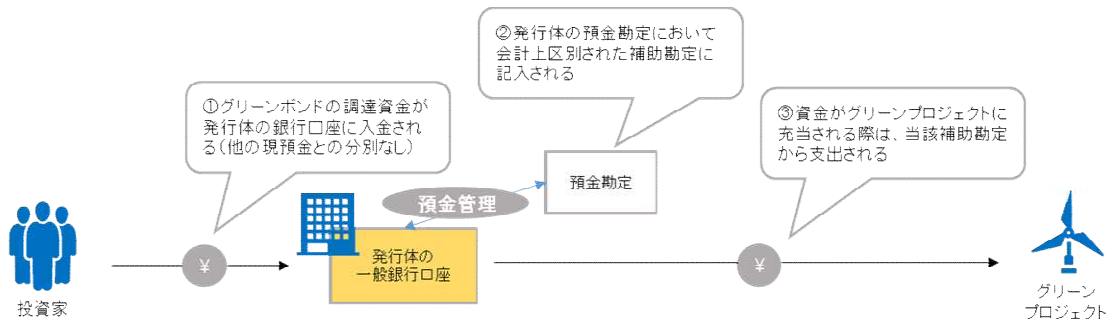 ②発行体の預金勘定において
会計上区別された補助勘定に
記入される
①グリーンボンドの調達資金が
発行体の銀行口座に入金され
る(他の現預金との分別なし)
③資金がグリーンプロジェクトに
充当される際は、当該補助勘定
から支出される
預金勘定
預金管理
¥
発行体の
一般銀行口座
¥
投資家
グリーン
プロジェクト